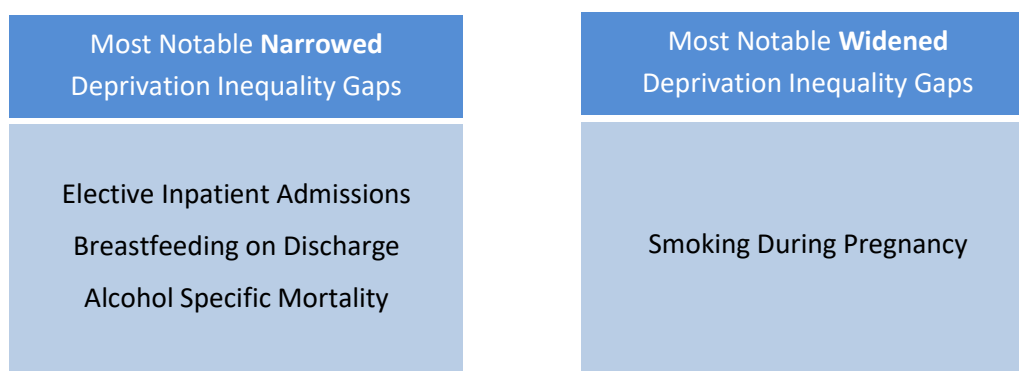 Most Notable Narrowed
Deprivation Inequality Gaps
Elective Inpatient Admissions
Breastfeeding on Discharge
Alcohol Specific Mortality
Most Notable Widened
Deprivation Inequality Gaps
Smoking During Pregnancy